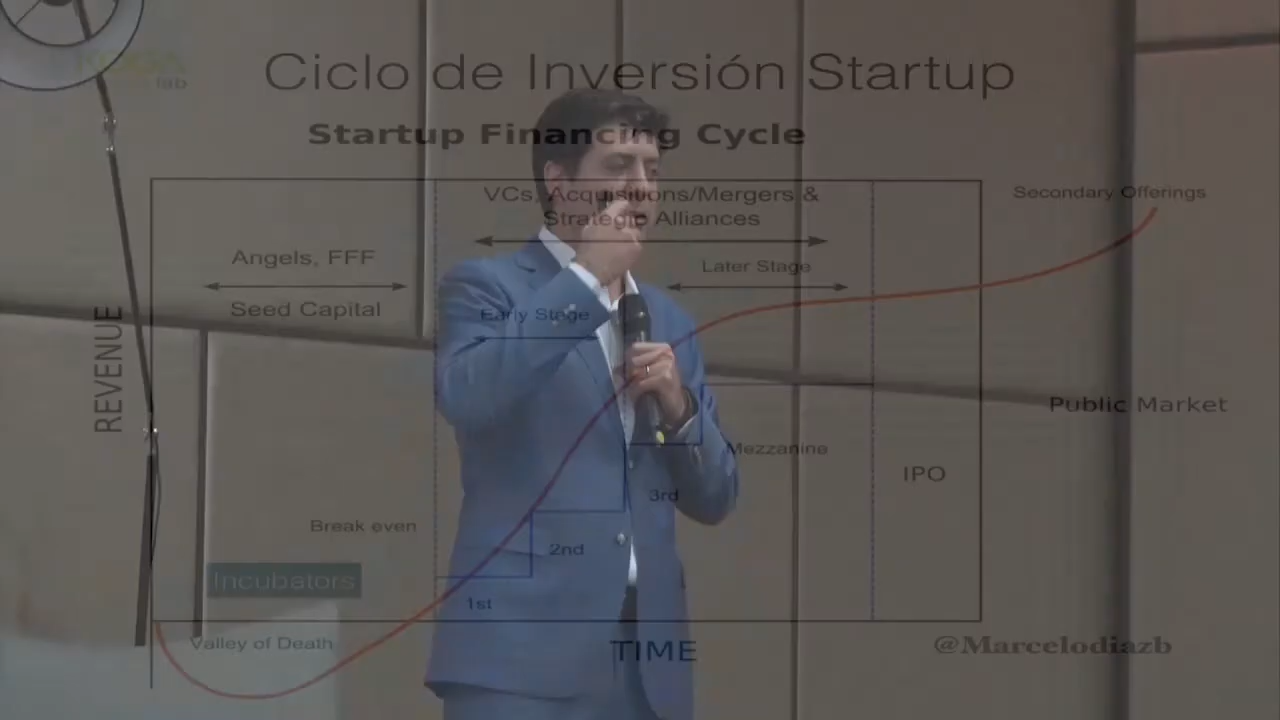 lab
Ciclo de Inversión Startup
Startup Financing Cycle
VCs, Acquisitions/Mergers &
Strategic Alliances
Secondary Offerings
Angels, FFF
Later Stage
Seed Capital
Early Stage
REVENUE
Public Market
Mezzanine
IPO
3rd
Break even
2nd
Incubators
1st
Valley of Death
TIME
@Marcelodiazb